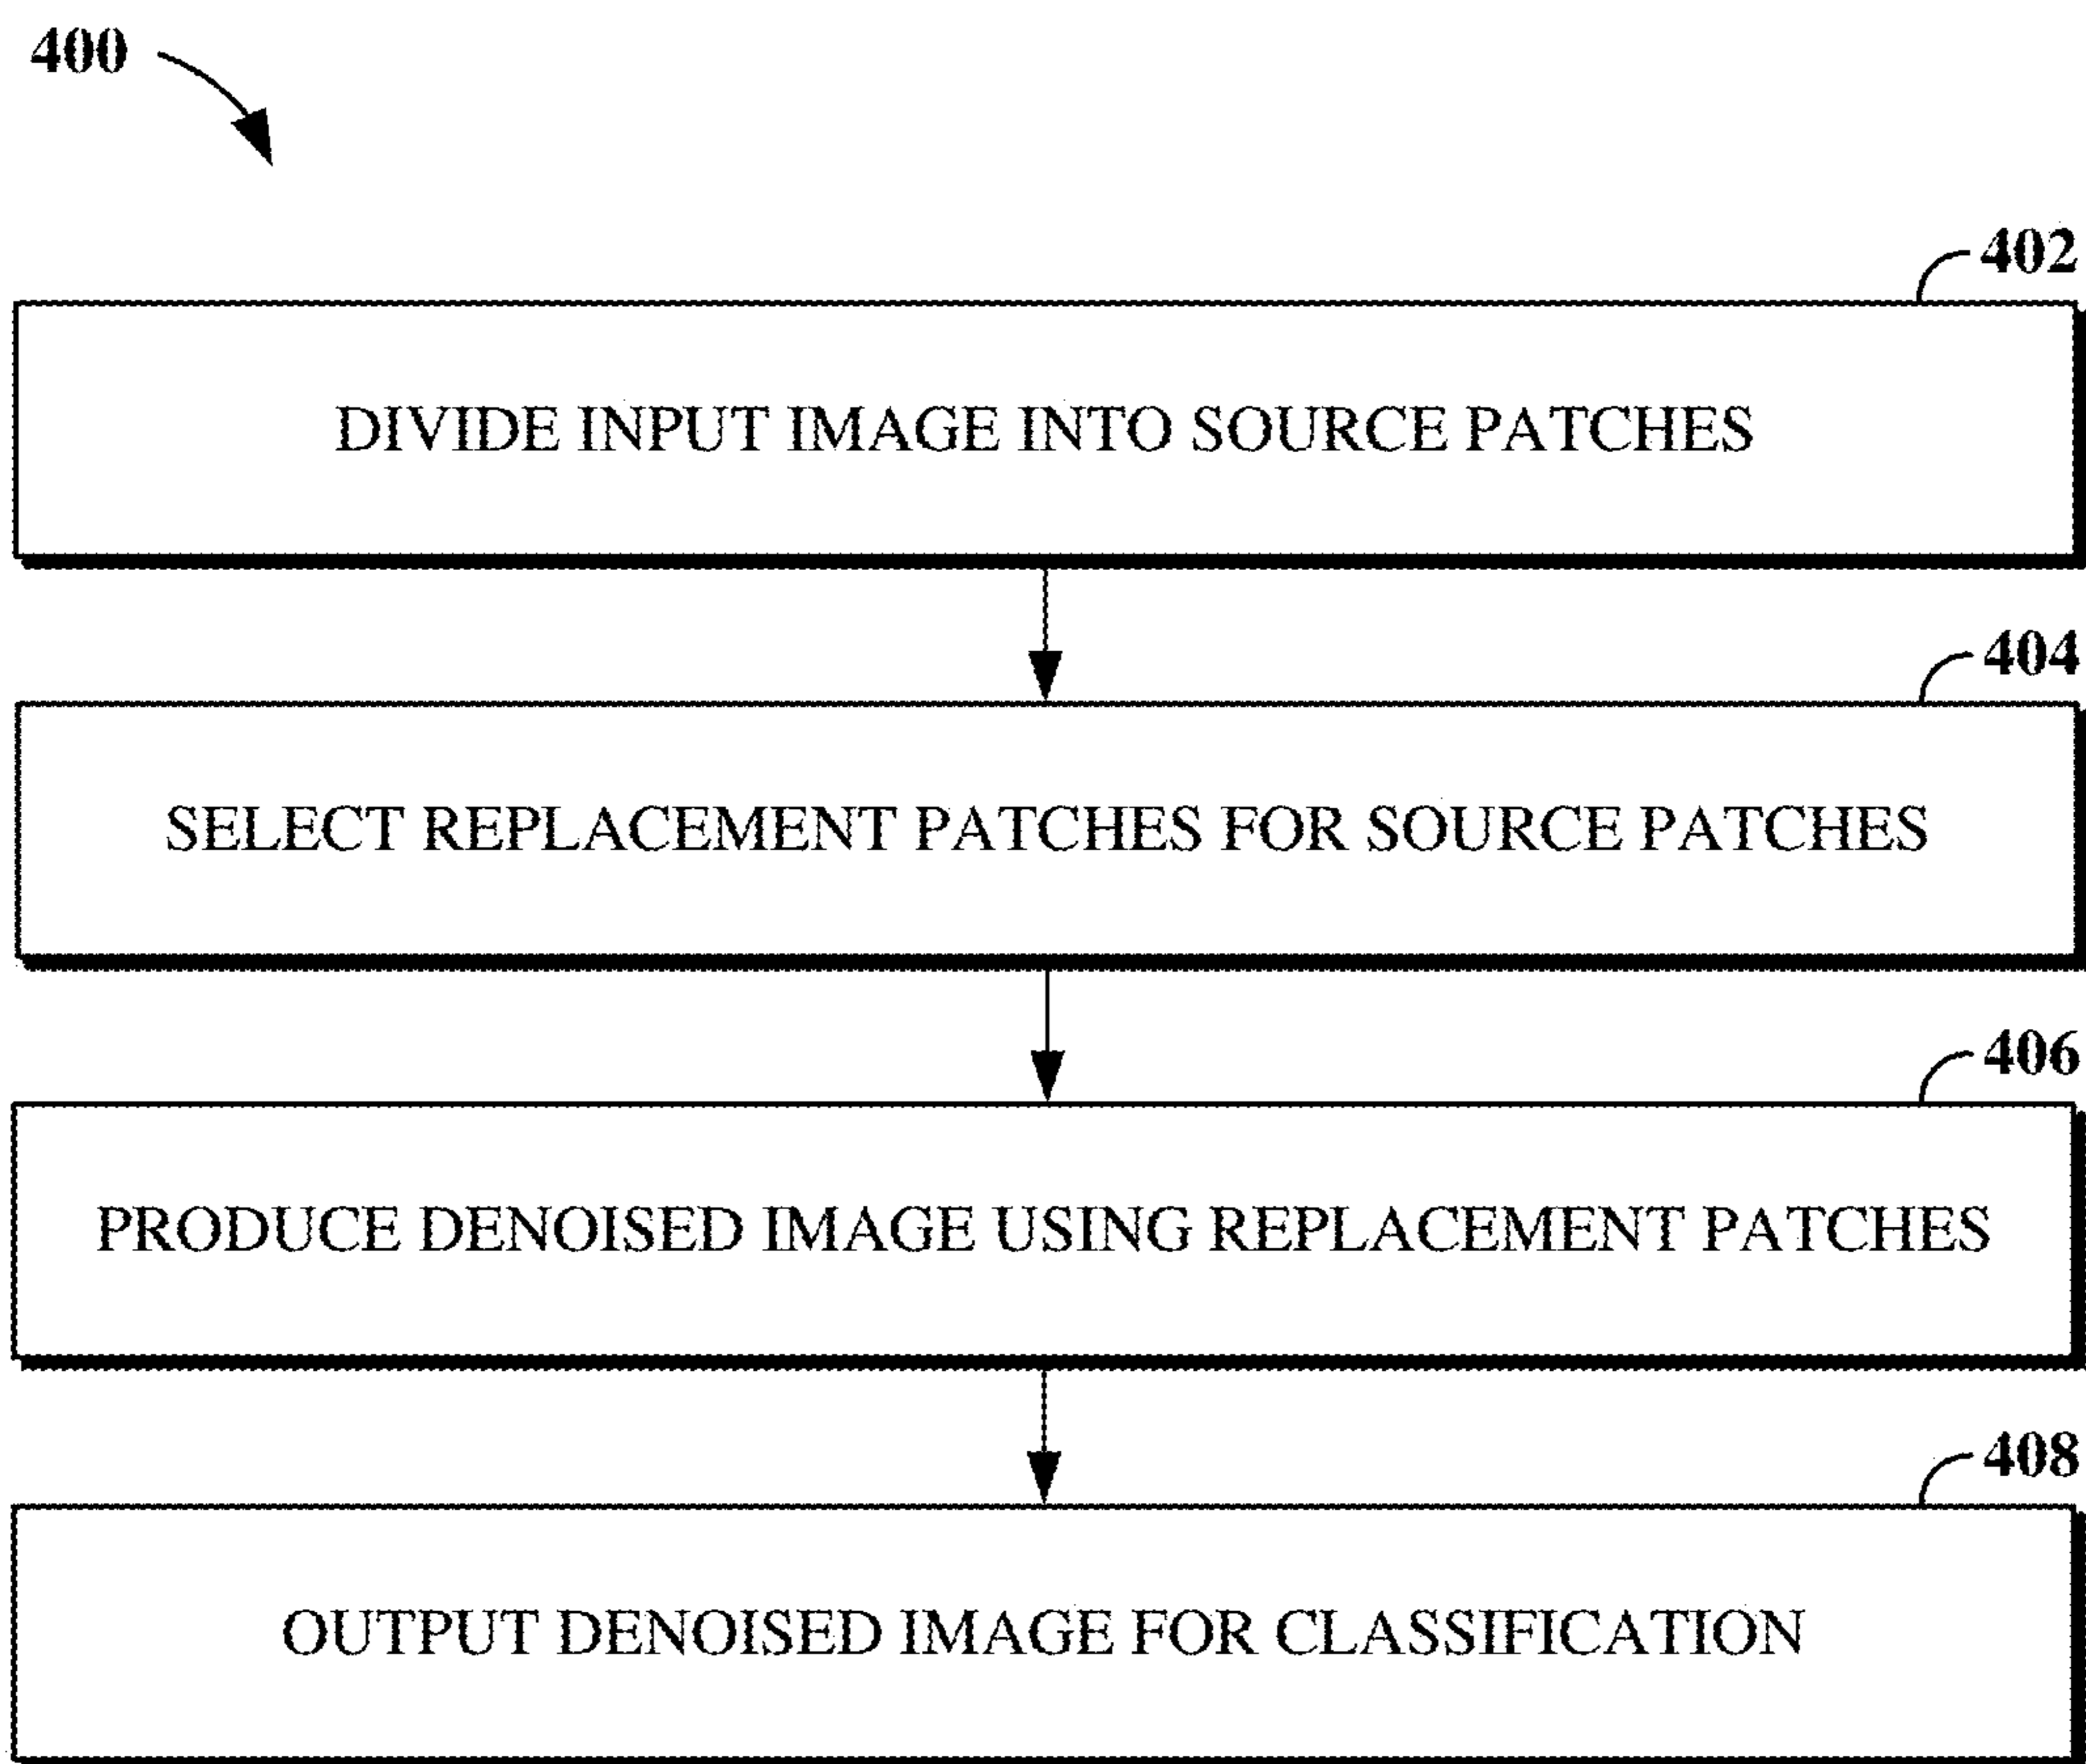 400
402
DIVIDE INPUT IMAGE INTO SOURCE PATCHES
404
SELECT REPLACEMENT PATCHES FOR SOURCE PATCHES
406
PRODUCE DENOISED IMAGE USING REPLACEMENT PATCHES
408
OUTPUT DENOISED IMAGE FOR CLASSIFICATION